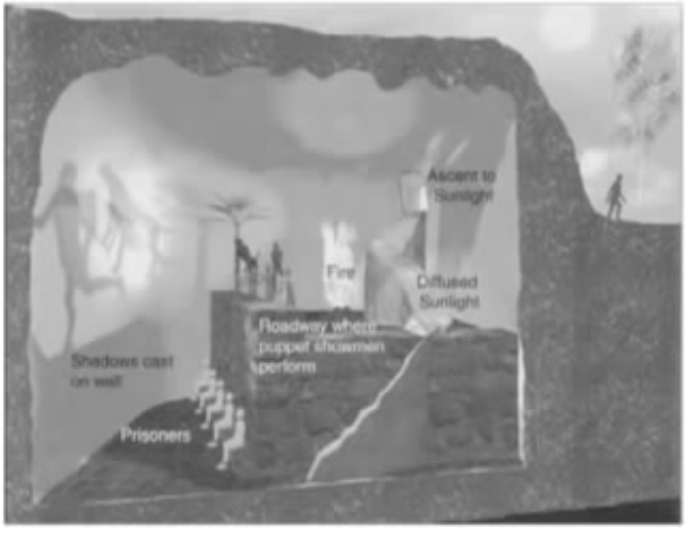 Ascent to
Sunlight
Fire
Diffused
Sunlight
Roadway where
puppet showmen
perform
Shadows cast
on wall
Prisoners